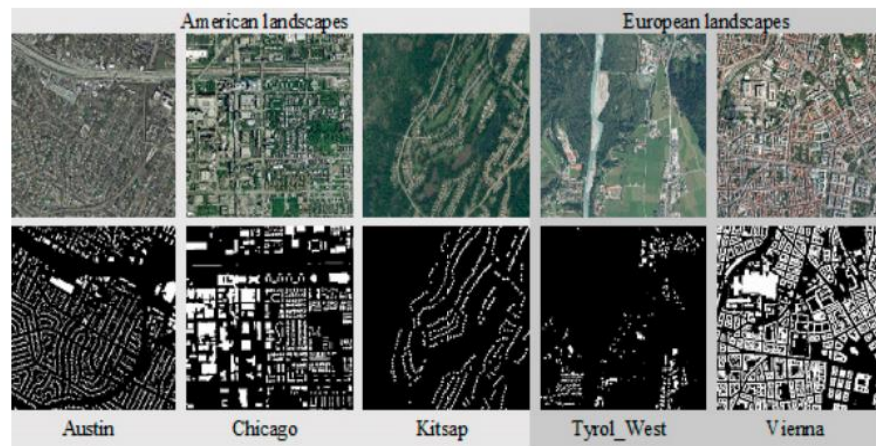 American landscapes
European landscapes
Austin
Chicago
Kitsap
Tyrol_West
Vienna